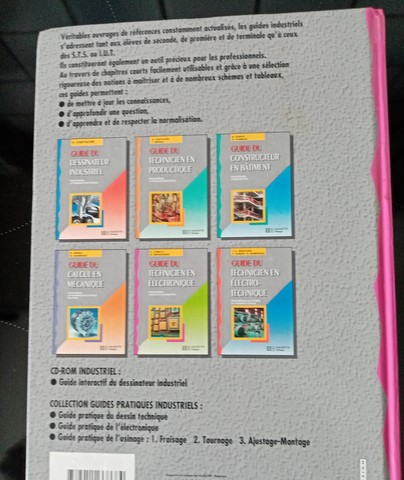 Véritables ouvrages de références constamment actualisés, les guides industriels
s'adressent tant aux élèves de seconde, de première et de terminale qu'à ceux
des S.T.S. ou I.U.T.
Ils constitueront également un outil précieux pour les professionnels.
Au travers de chapitres courts facilement utilisables et grâce à une sélection
rigoureuse des notions à maîtriser et à de nombreux schémas et tableaux,
ces guides permettent :
● de mettre à jour les connaissances,
● d'approfondir une question,
● d'apprendre et de respecter la normalisation.
GUIDE DU
DESSINATEUR
INDUSTRIEL
GUIDE DU
TECHNICIEN EN
PRODUCTIQUE
GUIDE DU
CONSTRUCTEUR
EN BÂTIMENT
GUIDE DU
CALCUL EN
MÉCANIQUE
GUIDE DU
TECHNICIEN EN
ÉLECTRONIQUE
GUIDE DU
TECHNICIEN EN
ÉLECTRO-
TECHNIQUE
CD-ROM INDUSTRIEL :
● Guide interactif du dessinateur industriel
COLLECTION GUIDES PRATIQUES INDUSTRIELS :
● Guide pratique du dessin technique
● Guide pratique de l'électronique
● Guide pratique de l'usinage : 1. Fraisage 2. Tournage 3. Ajustage-Montage